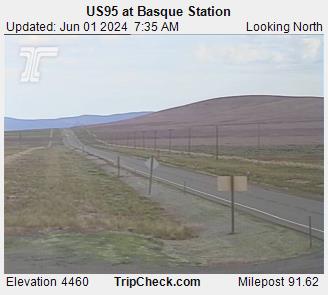 US95 at Basque Station
Updated: Jun 01 2024 7:35 AM Looking North
Elevation 4460 TripCheck.com Milepost 91.62